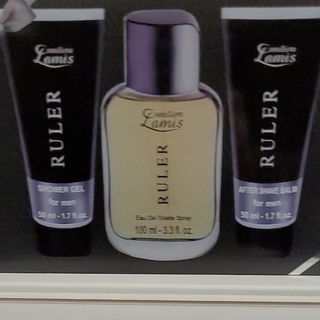 Creation
Lamis
RULER
SHOWER GEL
for men
50 ml - 1.7 fl.oz.
Creation
Lamis
RULER
Eau De Toilette Spray
100 ml - 3.3 fl. oz.
Creation
Lamis
RULER
AFTER SHAVE BALM
for men
50 ml - 1.7 fl.oz.